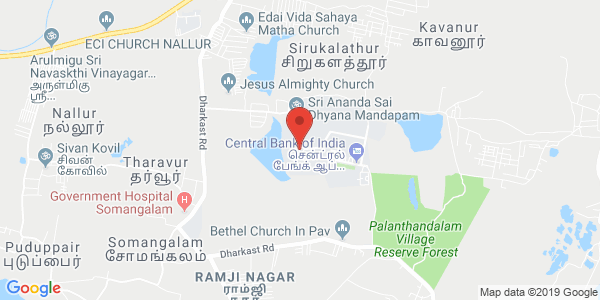 Edai Vida Sahaya
Matha Church
Kavanur
காவனூர்
ECI CHURCH NALLUR
Sirukalathur
சிறுகளத்தூர்
Arulmigu Sri
Navaskthi Vinayagar...
அருள்மிகு
ஸ்ரீ...
Jesus Almighty Church
Sri Ananda Sai
Dhyana Mandapam
Nallur
நல்லூர்
Dharkast Rd
Sivan Kovil
சிவன்
கோவில்
Tharavur
தர்வூர்
Central Bank of India
சென்ட்ரல்
பேங்க் ஆப்...
Government Hospital
Somangalam
Palanthandalam
Village
Reserve Forest
Bethel Church In Pav
Puduppair
புடுப்பைர்
Somangalam
சோமங்கலம்
Dharkast Rd
RAMJI NAGAR
ராம்ஜி
Google
Map data ©2019 Google